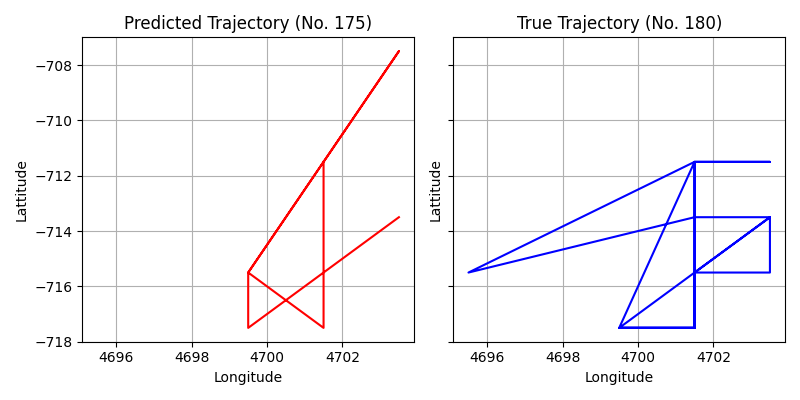 Predicted Trajectory (No. 175)
True Trajectory (No. 180)
−708
−710
−712
−714
−716
−718
Lattitude
Lattitude
4696
4698
4700
4702
4696
4698
4700
4702
Longitude
Longitude